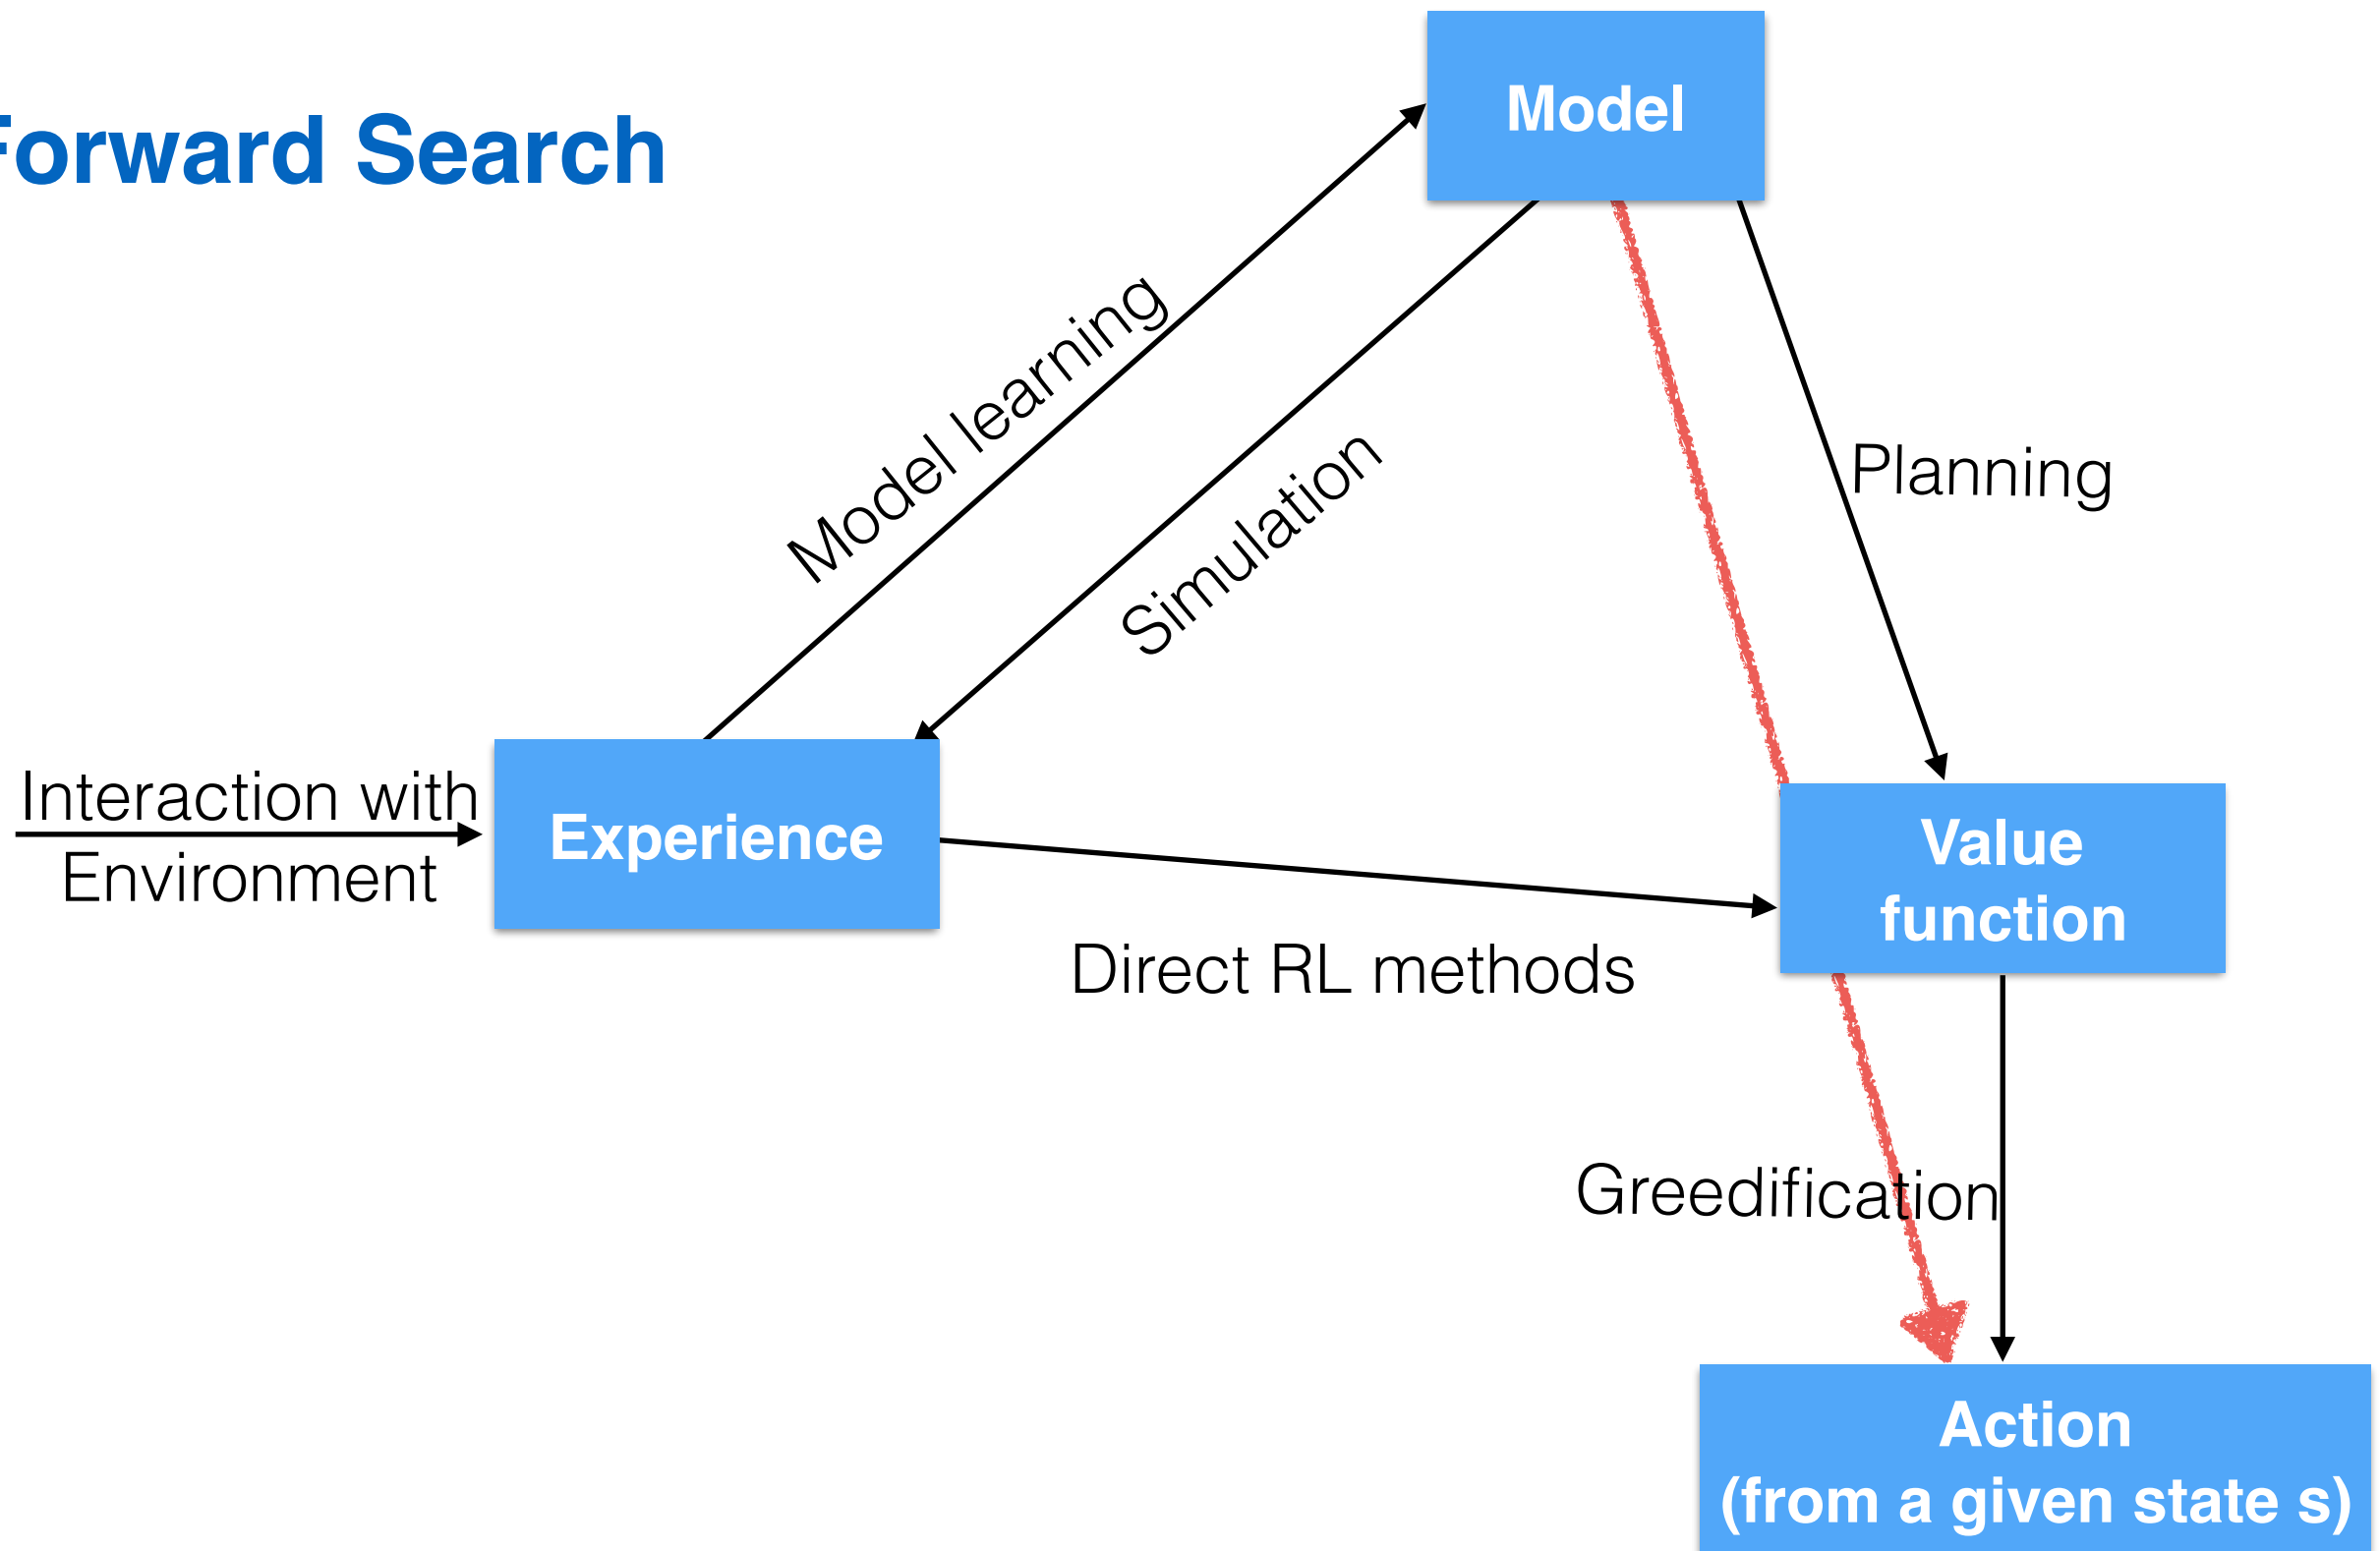 Forward Search
Model
Model learning
Simulation
Planning
Interaction with
Environment
Experience
Value
function
Direct RL methods
Greedification
Action
(from a given state s)